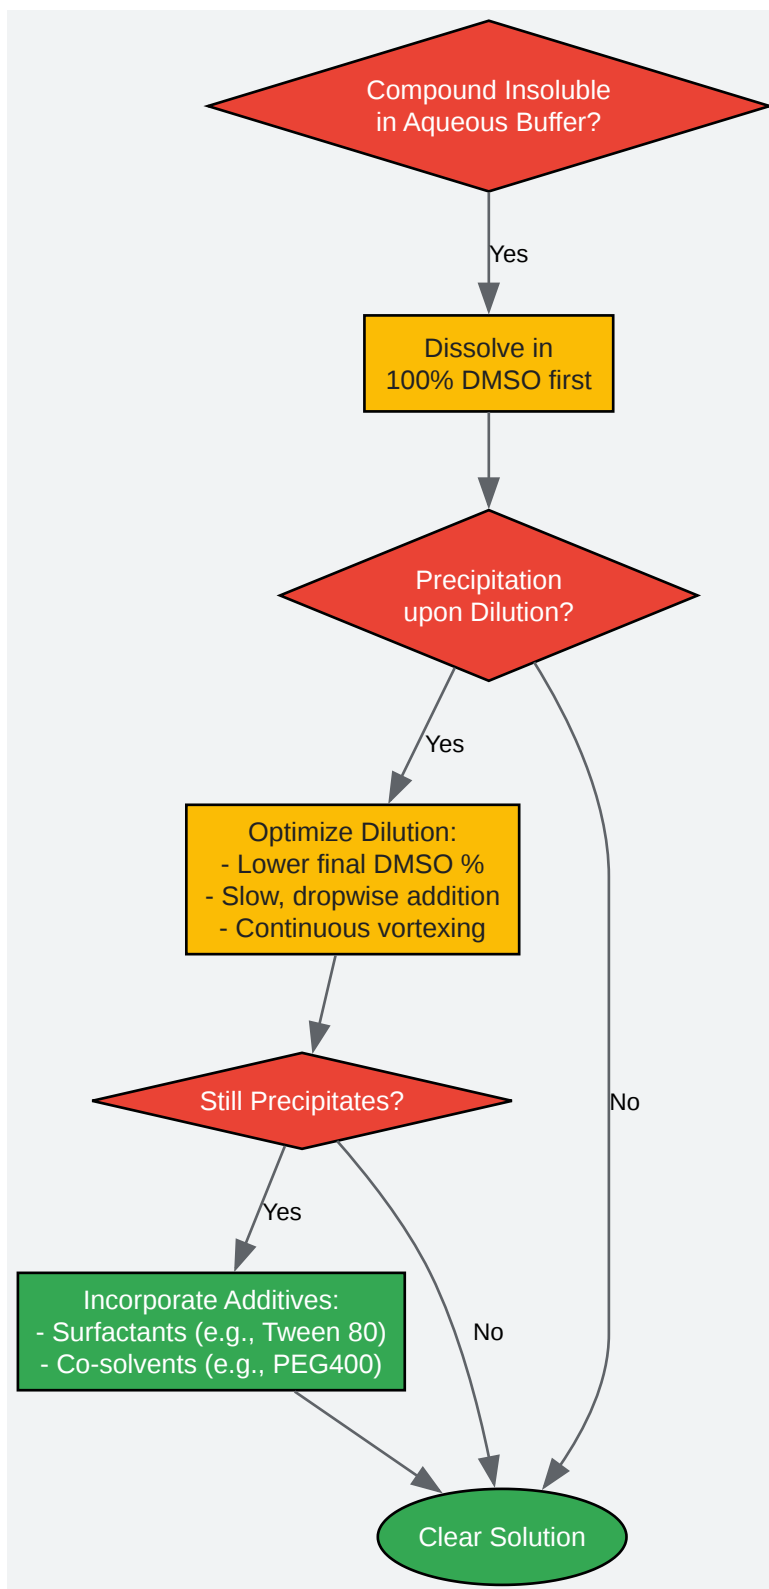 Compound Insoluble
in Aqueous Buffer?
Yes
Dissolve in
100% DMSO first
Precipitation
upon Dilution?
Yes
Optimize Dilution:
- Lower final DMSO %
- Slow, dropwise addition
- Continuous vortexing
Still Precipitates?
No
Yes
Incorporate Additives:
- Surfactants (e.g., Tween 80)
- Co-solvents (e.g., PEG400)
No
Clear Solution